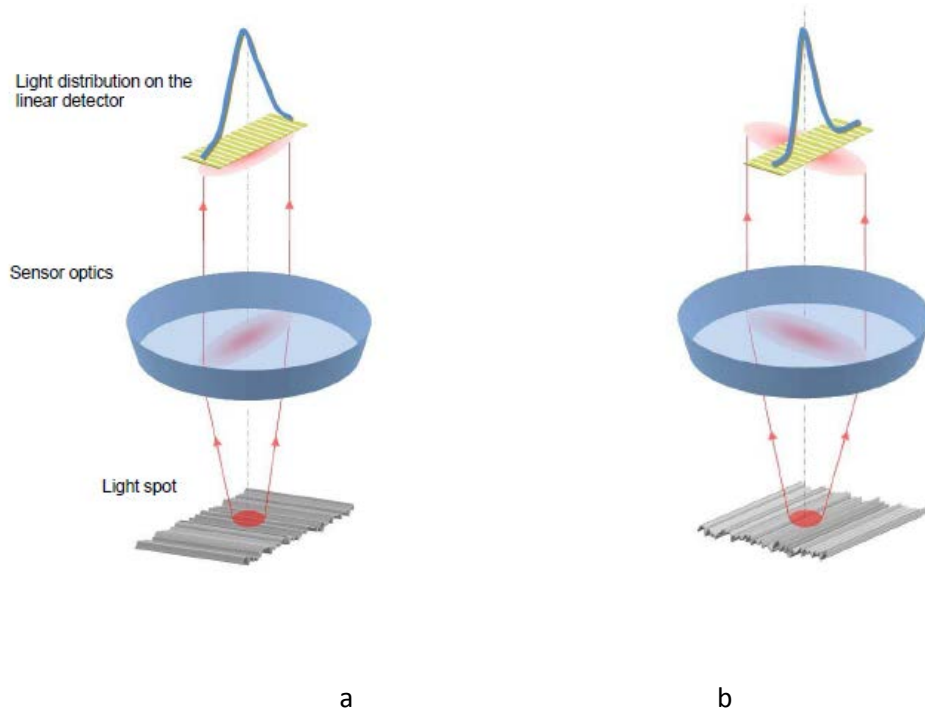 Light distribution on the
linear detector
Sensor optics
Light spot
a b